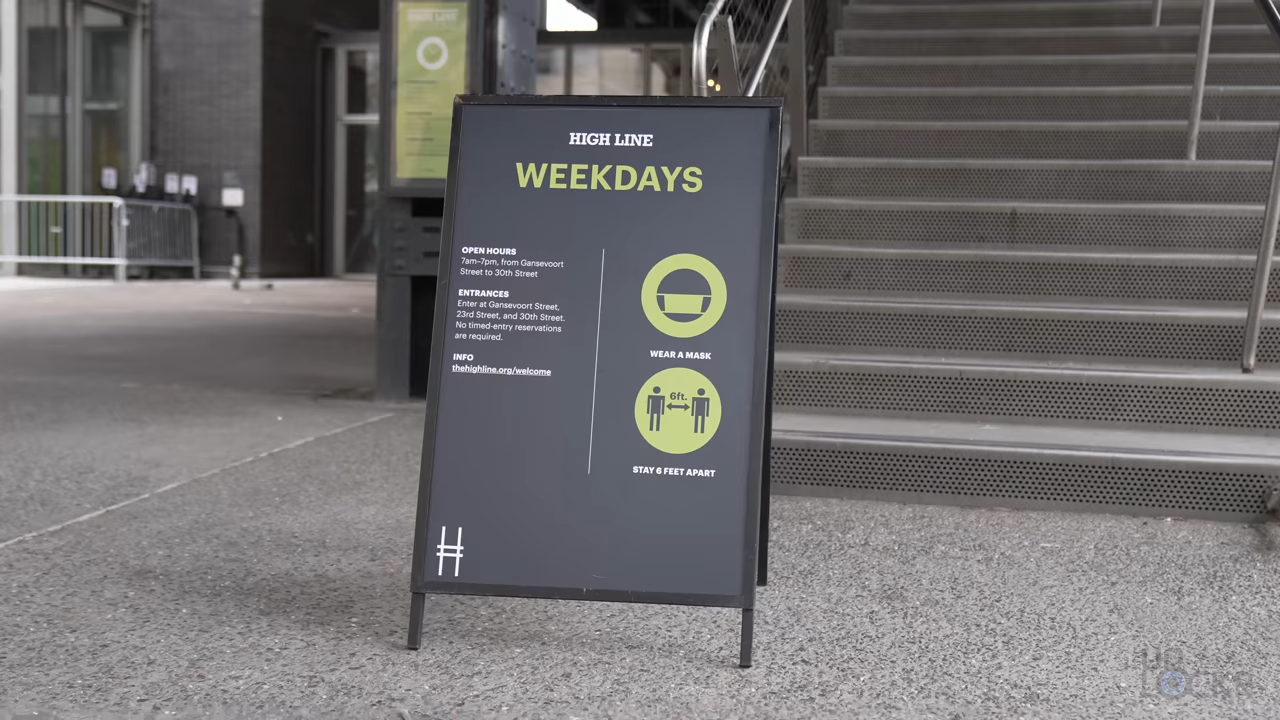 HIGH LINE
HIGH LINE
WEEKDAYS
OPEN HOURS
7am–7pm, from Gansevoort
Street to 30th Street
ENTRANCES
Enter at Gansevoort Street,
23rd Street, and 30th Street.
No timed-entry reservations
are required.
INFO
thehighline.org/welcome
WEAR A MASK
6ft.
STAY 6 FEET APART